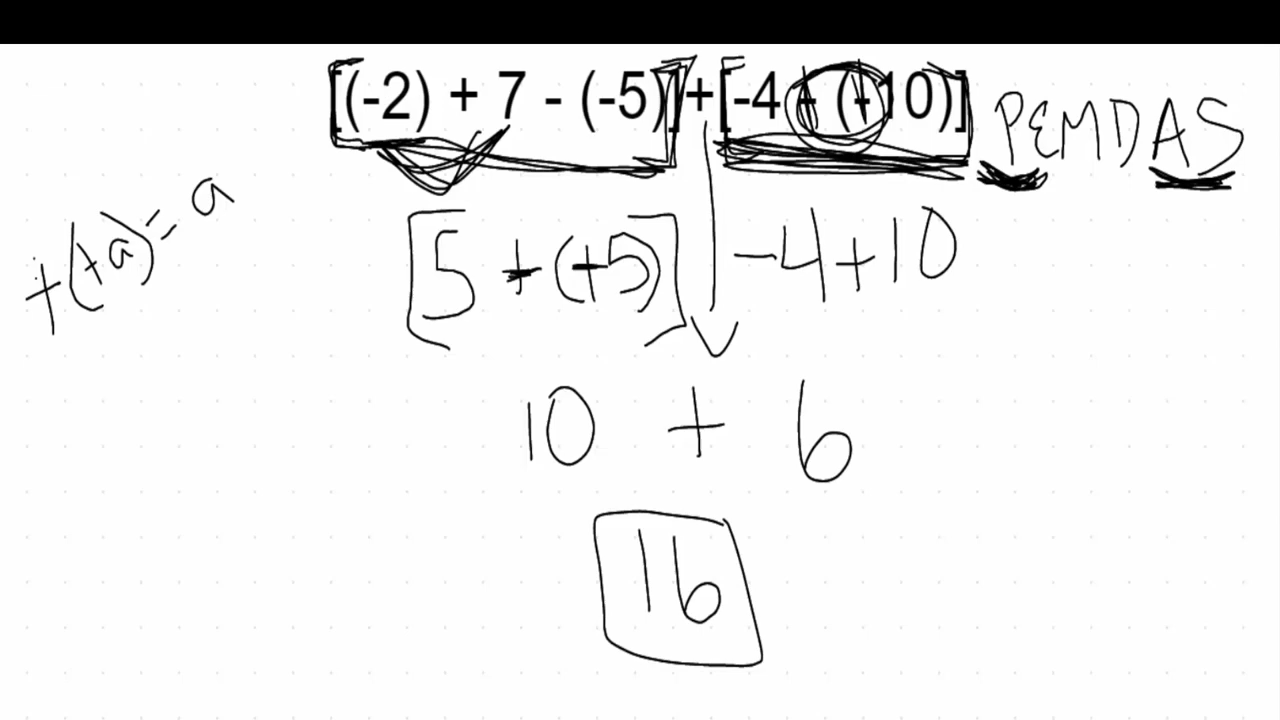 [(-2) + 7 - (-5)] + [-4 - (-10)] PEMDAS
+(+a) = a
[5 + (+5)] -4+10
10 + 6
16